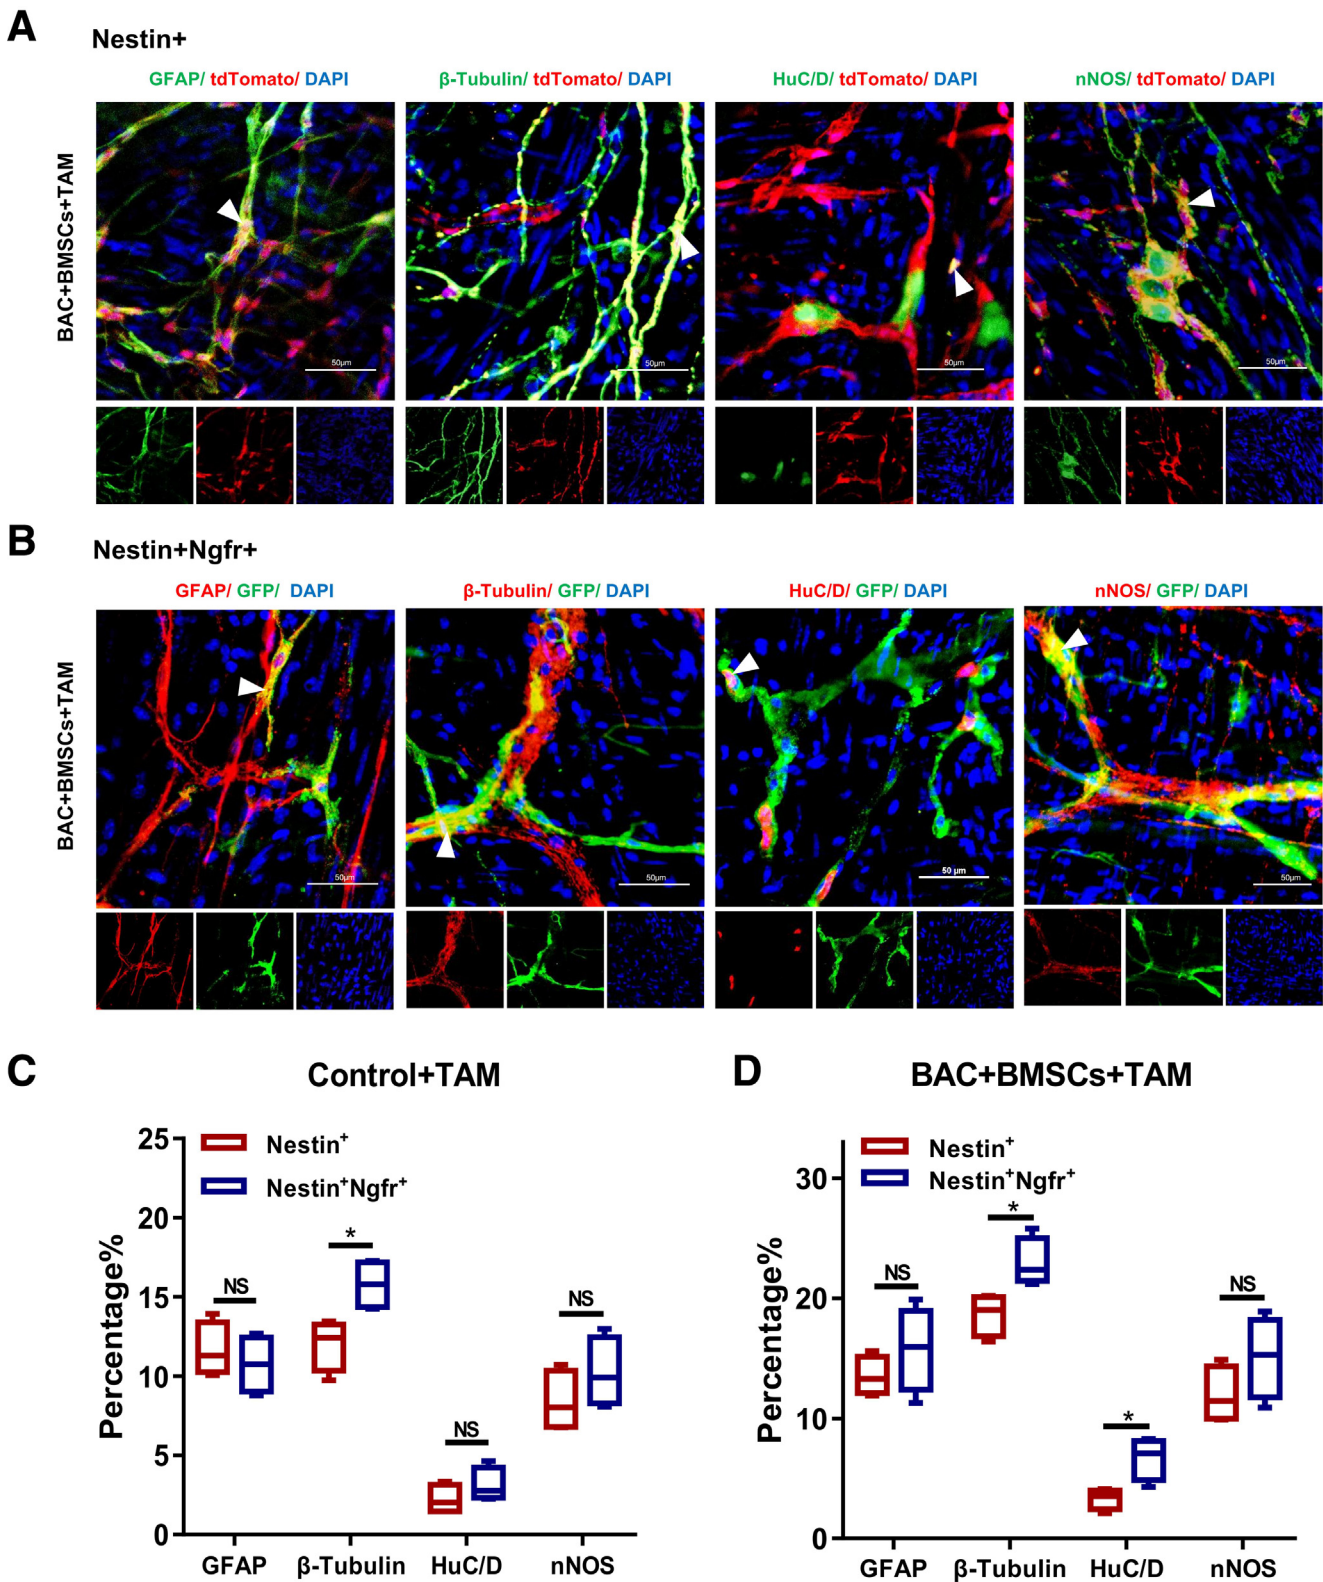 A
Nestin+
GFAP/ tdTomato/ DAPI
β-Tubulin/ tdTomato/ DAPI
HuC/D/ tdTomato/ DAPI
nNOS/ tdTomato/ DAPI
BAC+BMSCs+TAM
50μm
50μm
50μm
50μm
B
Nestin+Ngfr+
GFAP/ GFP/ DAPI
β-Tubulin/ GFP/ DAPI
HuC/D/ GFP/ DAPI
nNOS/ GFP/ DAPI
BAC+BMSCs+TAM
50μm
50μm
50 μm
50μm
C
Control+TAM
Nestin⁺
Nestin⁺Ngfr⁺
Percentage%
25
20
15
10
5
0
NS
*
NS
NS
GFAP
β-Tubulin
HuC/D
nNOS
D
BAC+BMSCs+TAM
Nestin⁺
Nestin⁺Ngfr⁺
Percentage%
30
20
10
0
NS
*
*
NS
GFAP
β-Tubulin
HuC/D
nNOS